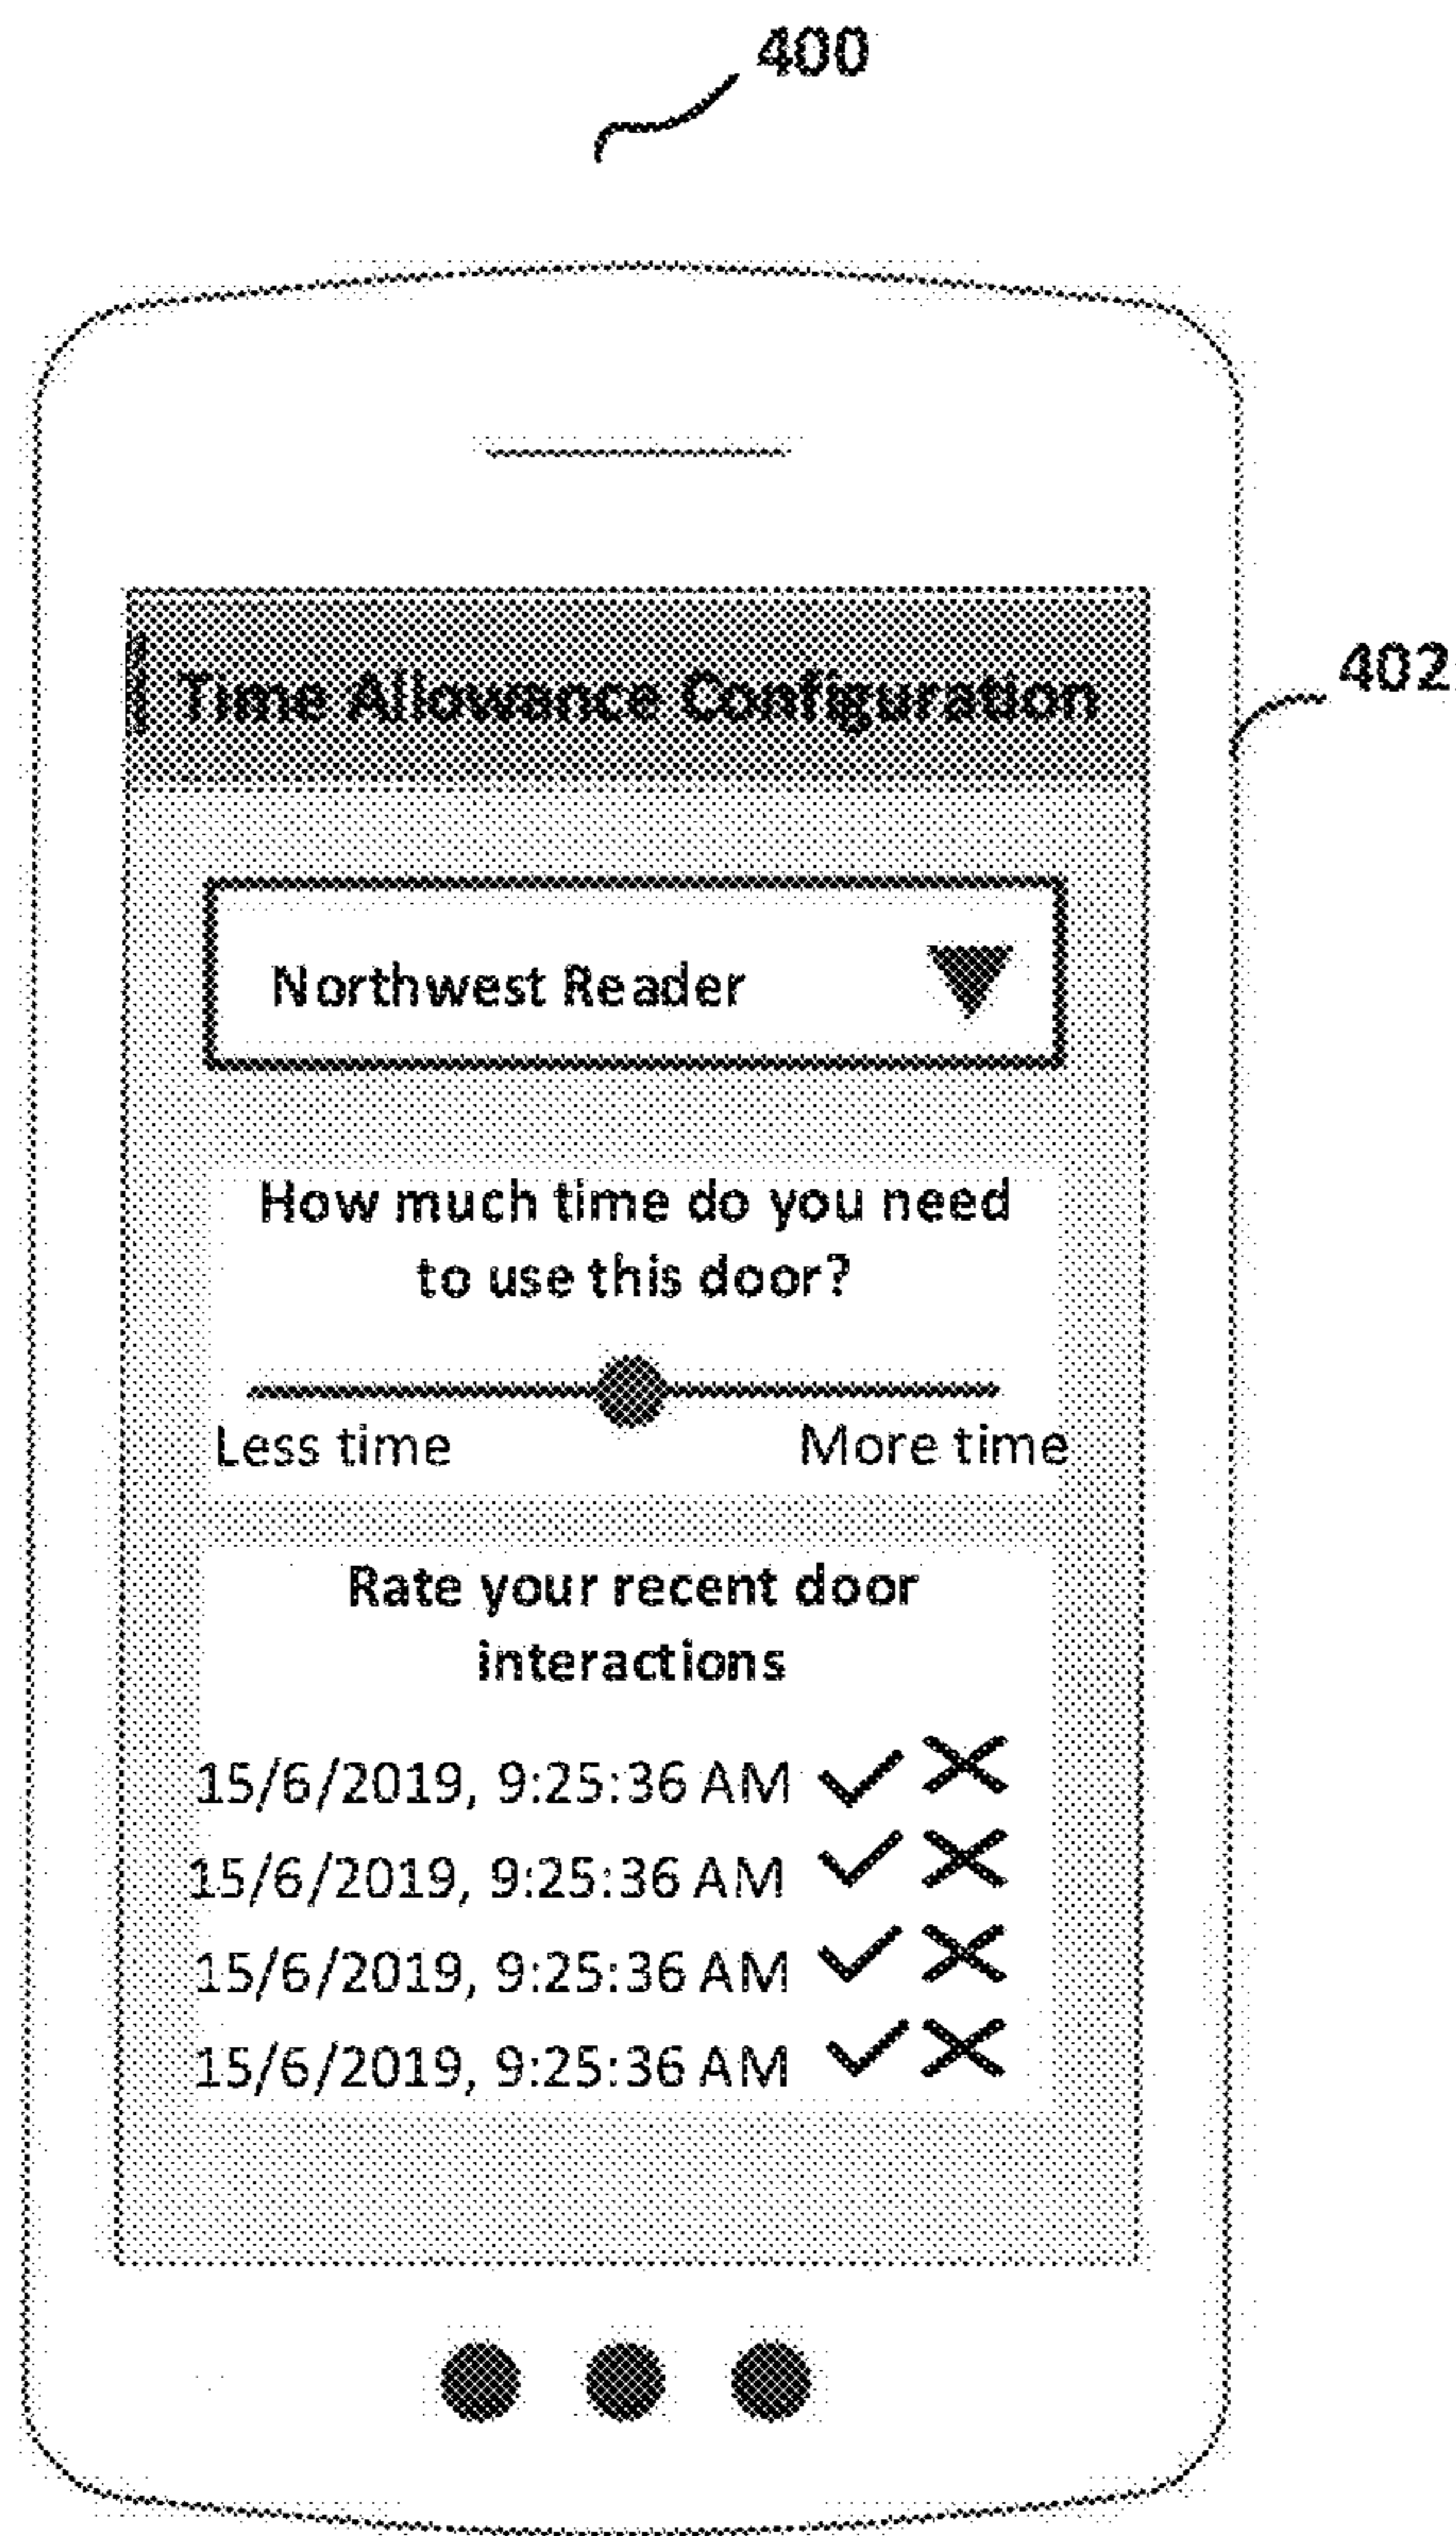 400
402
Time Allowance Configuration
Northwest Reader
How much time do you need
to use this door?
Less time More time
Rate your recent door
interactions
15/6/2019, 9:25:36 AM
15/6/2019, 9:25:36 AM
15/6/2019, 9:25:36 AM
15/6/2019, 9:25:36 AM